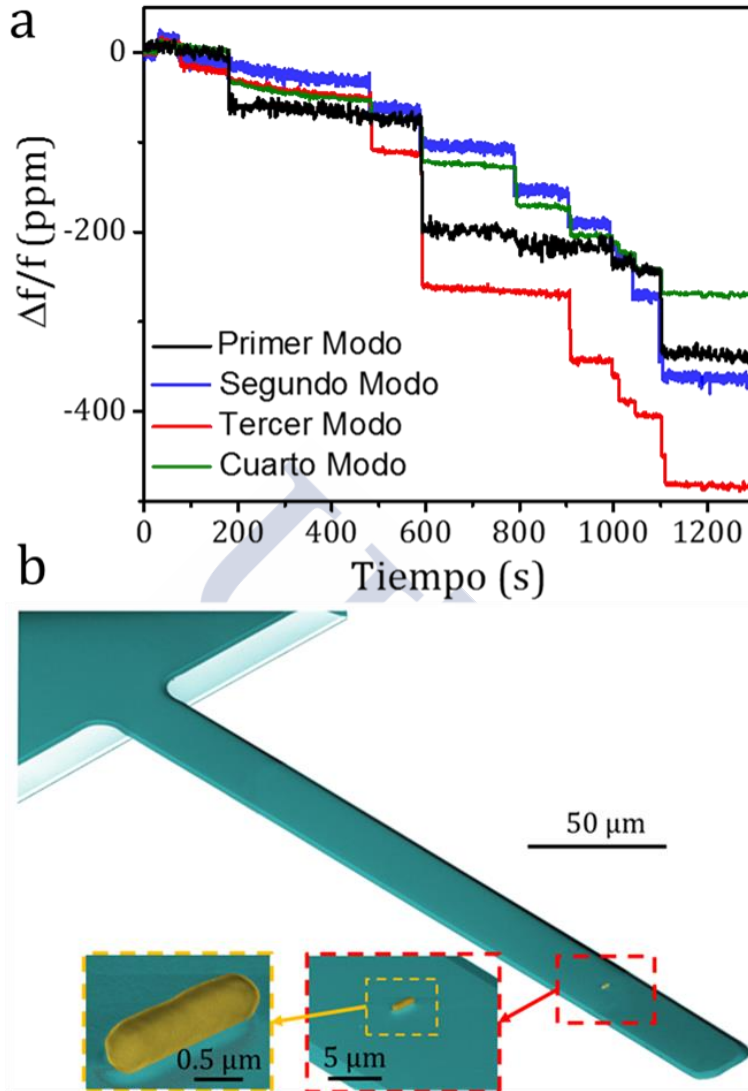 a
0
-200
-400
Δf/f (ppm)
Primer Modo
Segundo Modo
Tercer Modo
Cuarto Modo
0 200 400 600 800 1000 1200
Tiempo (s)
b
50 μm
0.5 μm
5 μm